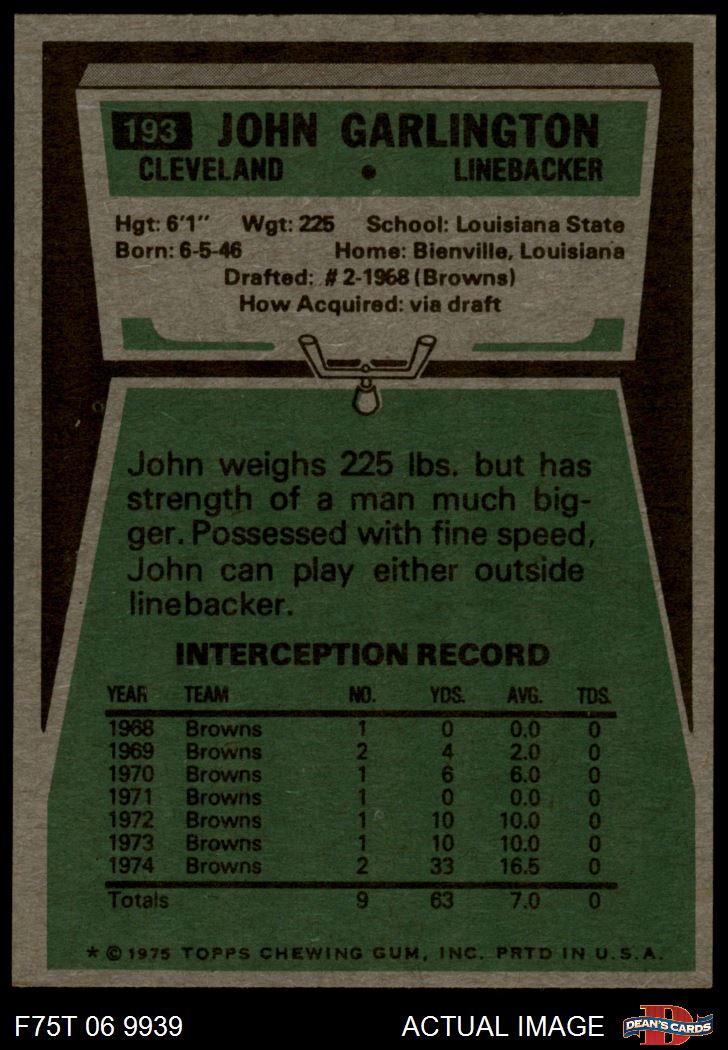 193 JOHN GARLINGTON
CLEVELAND • LINEBACKER
Hgt: 6'1" Wgt: 225 School: Louisiana State
Born: 6-5-46 Home: Bienville, Louisiana
Drafted: #2-1968 (Browns)
How Acquired: via draft
John weighs 225 lbs. but has
strength of a man much big-
ger. Possessed with fine speed,
John can play either outside
linebacker.
INTERCEPTION RECORD
YEAR TEAM NO. YDS. AVG. TDS.
1968 Browns 1 0 0.0 0
1969 Browns 2 4 2.0 0
1970 Browns 1 6 6.0 0
1971 Browns 1 0 0.0 0
1972 Browns 1 10 10.0 0
1973 Browns 1 10 10.0 0
1974 Browns 2 33 16.5 0
Totals 9 63 7.0 0
* © 1975 TOPPS CHEWING GUM, INC. PRTD IN U.S.A.
F75T 06 9939 ACTUAL IMAGE
D
DEAN'S CARDS